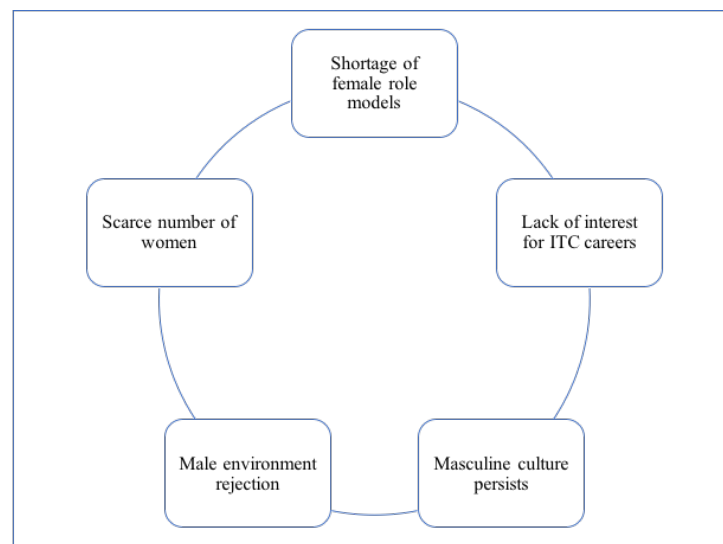 Shortage of
female role
models
Lack of interest
for ITC careers
Masculine culture
persists
Male environment
rejection
Scarce number of
women